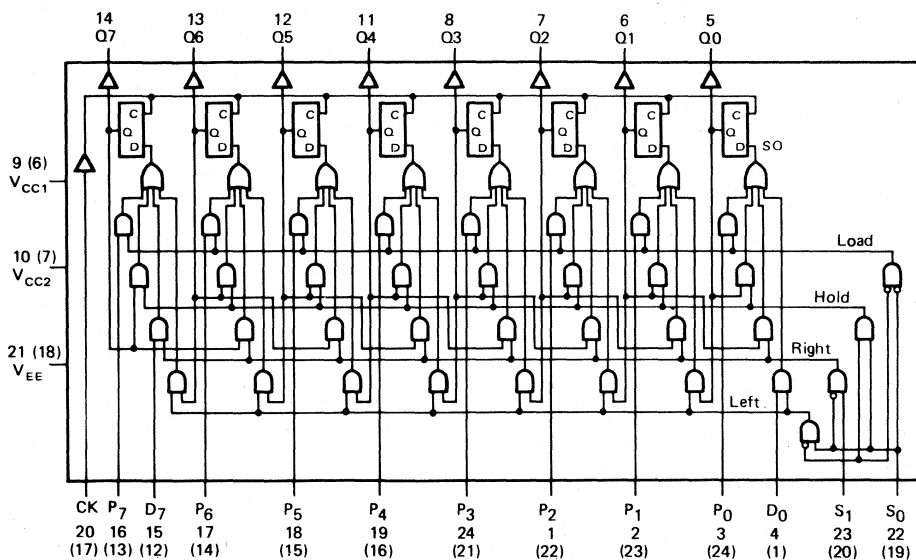 14 13 12 11 8 7 6 5
Q7 Q6 Q5 Q4 Q3 Q2 Q1 Q0
C C C C C C C C
Q Q Q Q Q Q Q Q
D D D D D D D D
SO
9 (6)
VCC1
Load
10 (7)
VCC2
Hold
Right
21 (18)
VEE
Left
CK P7 D7 P6 P5 P4 P3 P2 P1 P0 D0 S1 S0
20 16 15 17 18 19 24 1 2 3 4 23 22
(17) (13) (12) (14) (15) (16) (21) (22) (23) (24) (1) (20) (19)